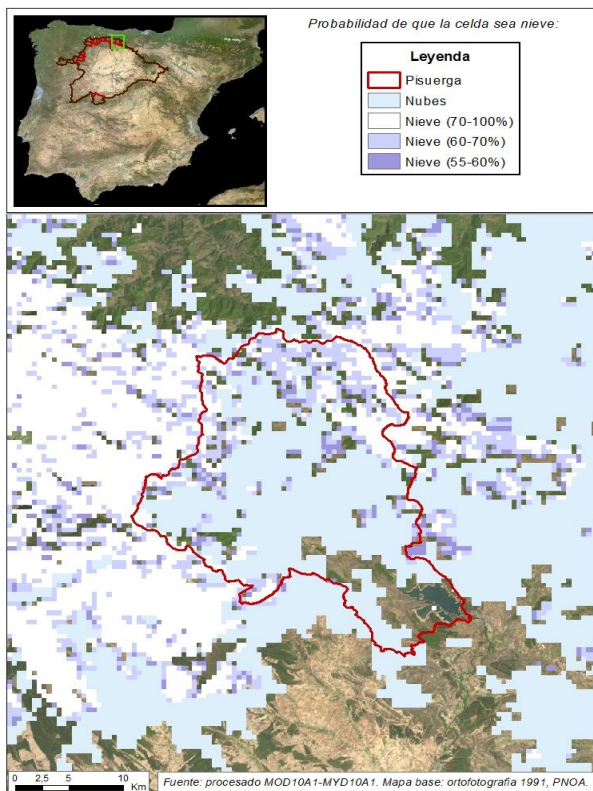 Probabilidad de que la celda sea nieve:
Leyenda
Pisuerga
Nubes
Nieve (70-100%)
Nieve (60-70%)
Nieve (55-60%)
0 2,5 5 10
Km
Fuente: procesado MOD10A1-MYD10A1. Mapa base: ortofotografía 1991, PNOA.